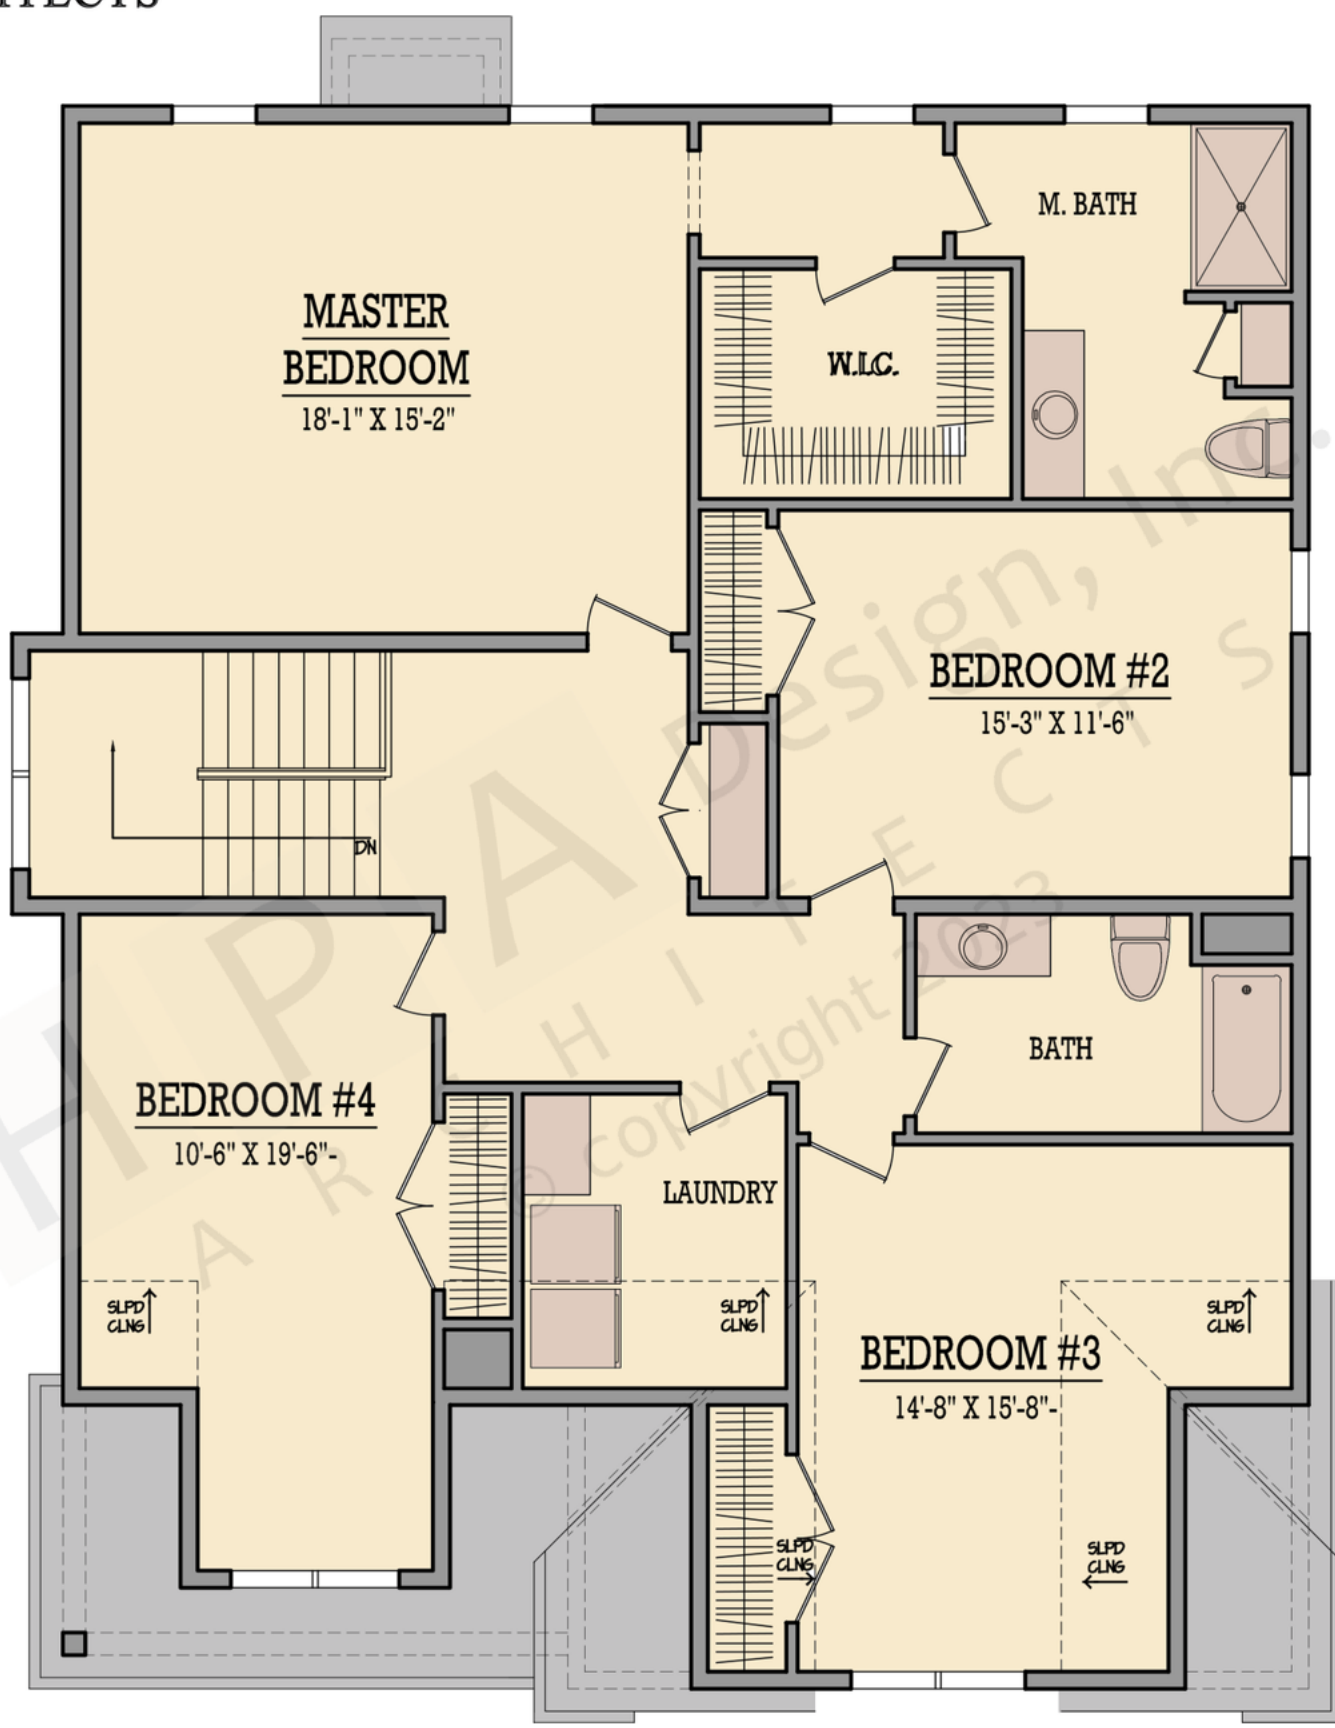 M. BATH
MASTER
BEDROOM
18'-1" X 15'-2"
W.I.C.
BEDROOM #2
15'-3" X 11'-6"
DN
BATH
BEDROOM #4
10'-6" X 19'-6"-
LAUNDRY
SLPD
CLNG
SLPD
CLNG
SLPD
CLNG
BEDROOM #3
14'-8" X 15'-8"-
SLPD
CLNG
SLPD
CLNG
HPA Design, Inc.
ARCHITECTS
© copyright 2023